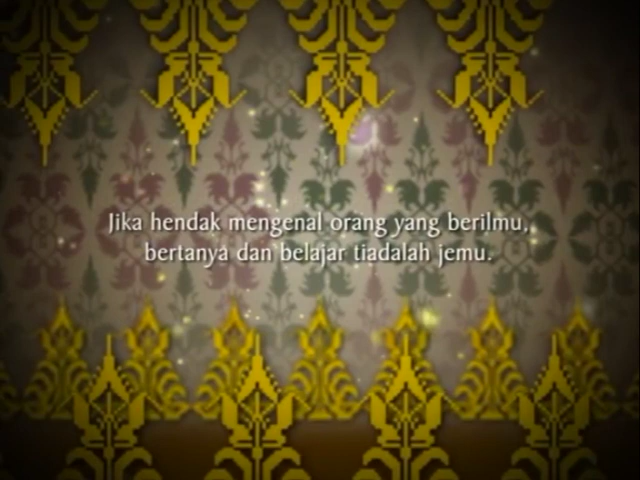 Jika hendak mengenal orang yang berilmu,
bertanya dan belajar tiadalah jemu.